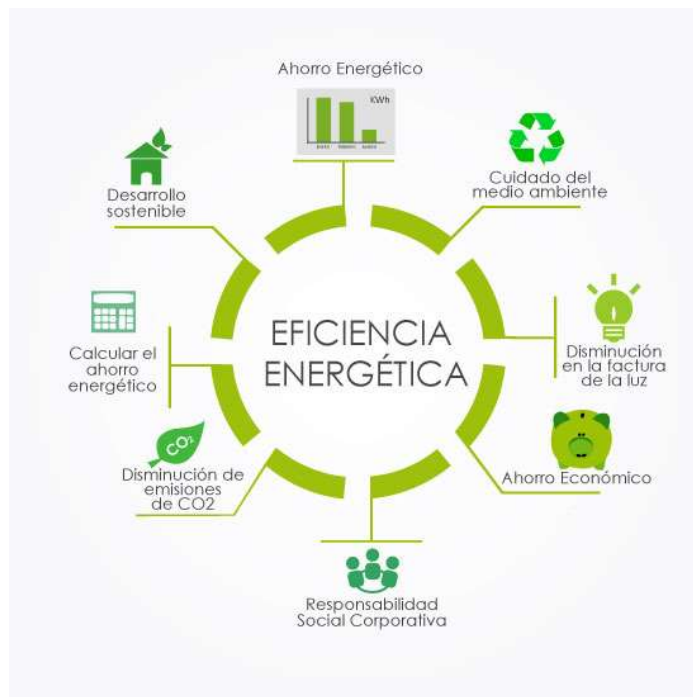 Ahorro Energético
KWh
Cuidado del
medio ambiente
Desarrollo
sostenible
EFICIENCIA
ENERGÉTICA
Disminución
en la factura
de la luz
Calcular el
ahorro
energético
CO2
Disminución de
emisiones
de CO2
Ahorro Económico
Responsabilidad
Social Corporativa